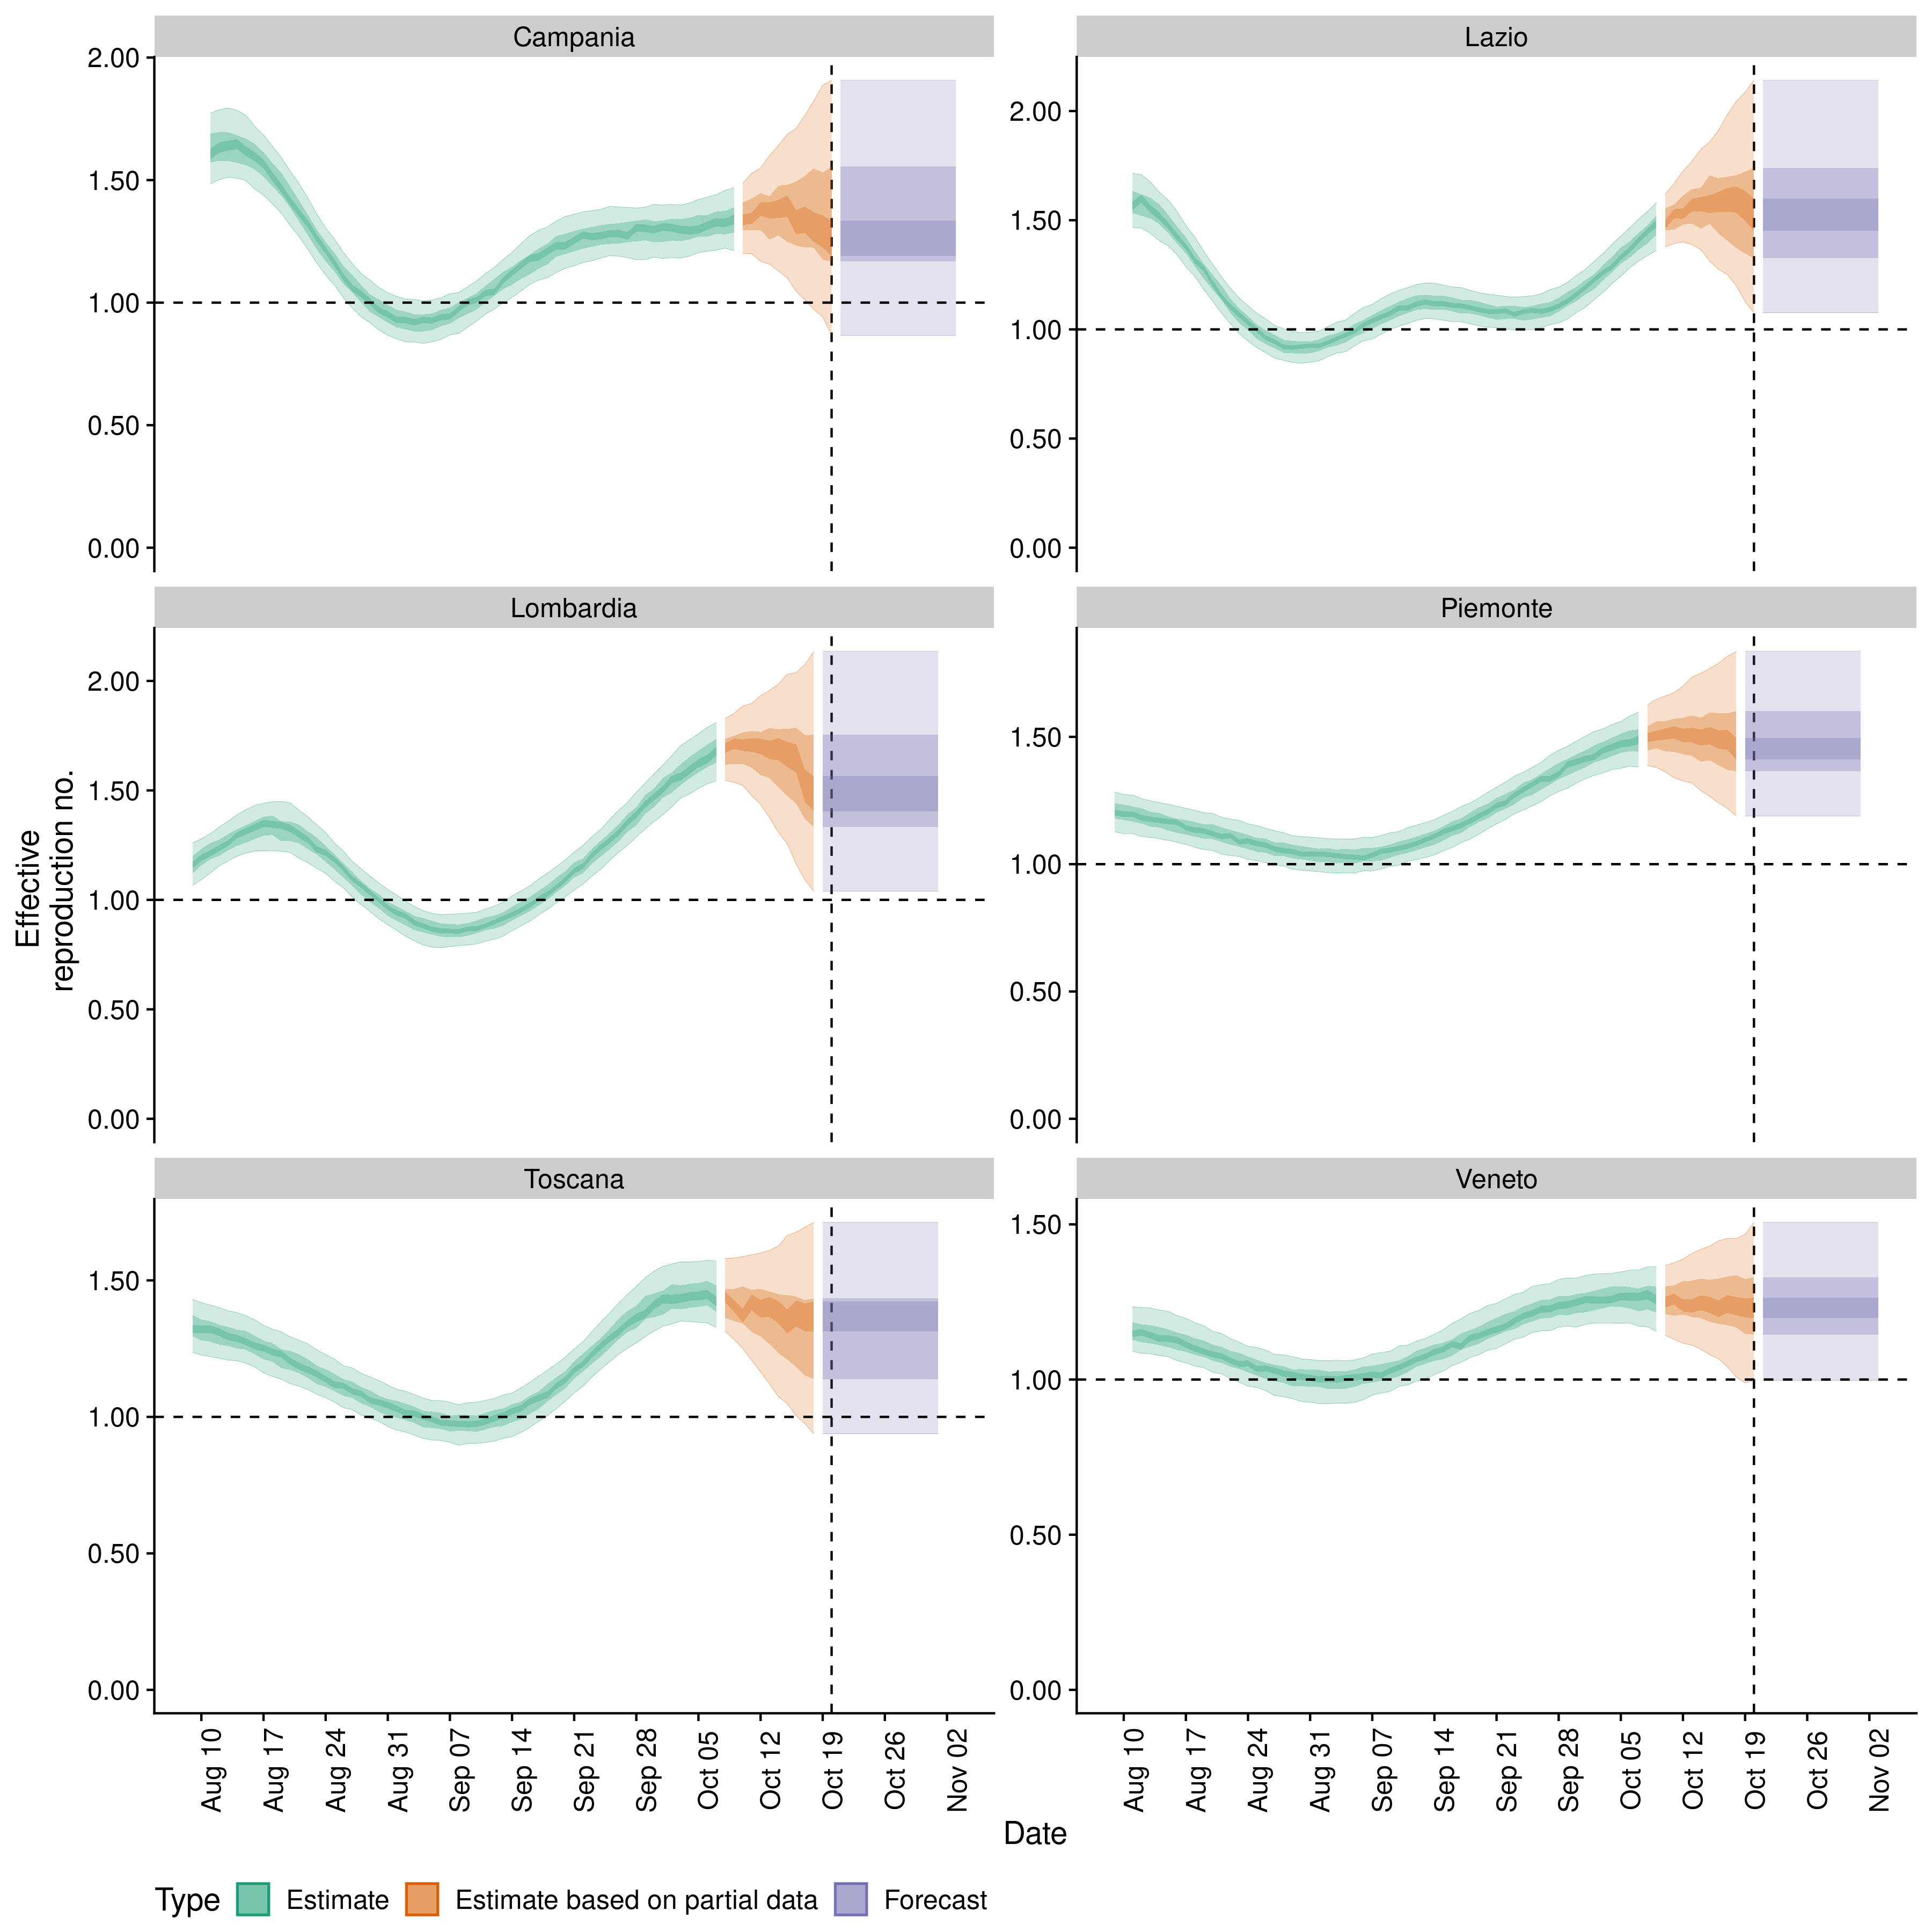 Campania
Lazio
2.00
1.50
1.00
0.50
0.00
2.00
1.50
1.00
0.50
0.00
Lombardia
Piemonte
2.00
1.50
1.00
0.50
0.00
1.50
1.00
0.50
0.00
Toscana
Veneto
1.50
1.00
0.50
0.00
1.50
1.00
0.50
0.00
Effective
reproduction no.
Aug 10
Aug 17
Aug 24
Aug 31
Sep 07
Sep 14
Sep 21
Sep 28
Oct 05
Oct 12
Oct 19
Oct 26
Nov 02
Aug 10
Aug 17
Aug 24
Aug 31
Sep 07
Sep 14
Sep 21
Sep 28
Oct 05
Oct 12
Oct 19
Oct 26
Nov 02
Date
Type Estimate Estimate based on partial data Forecast